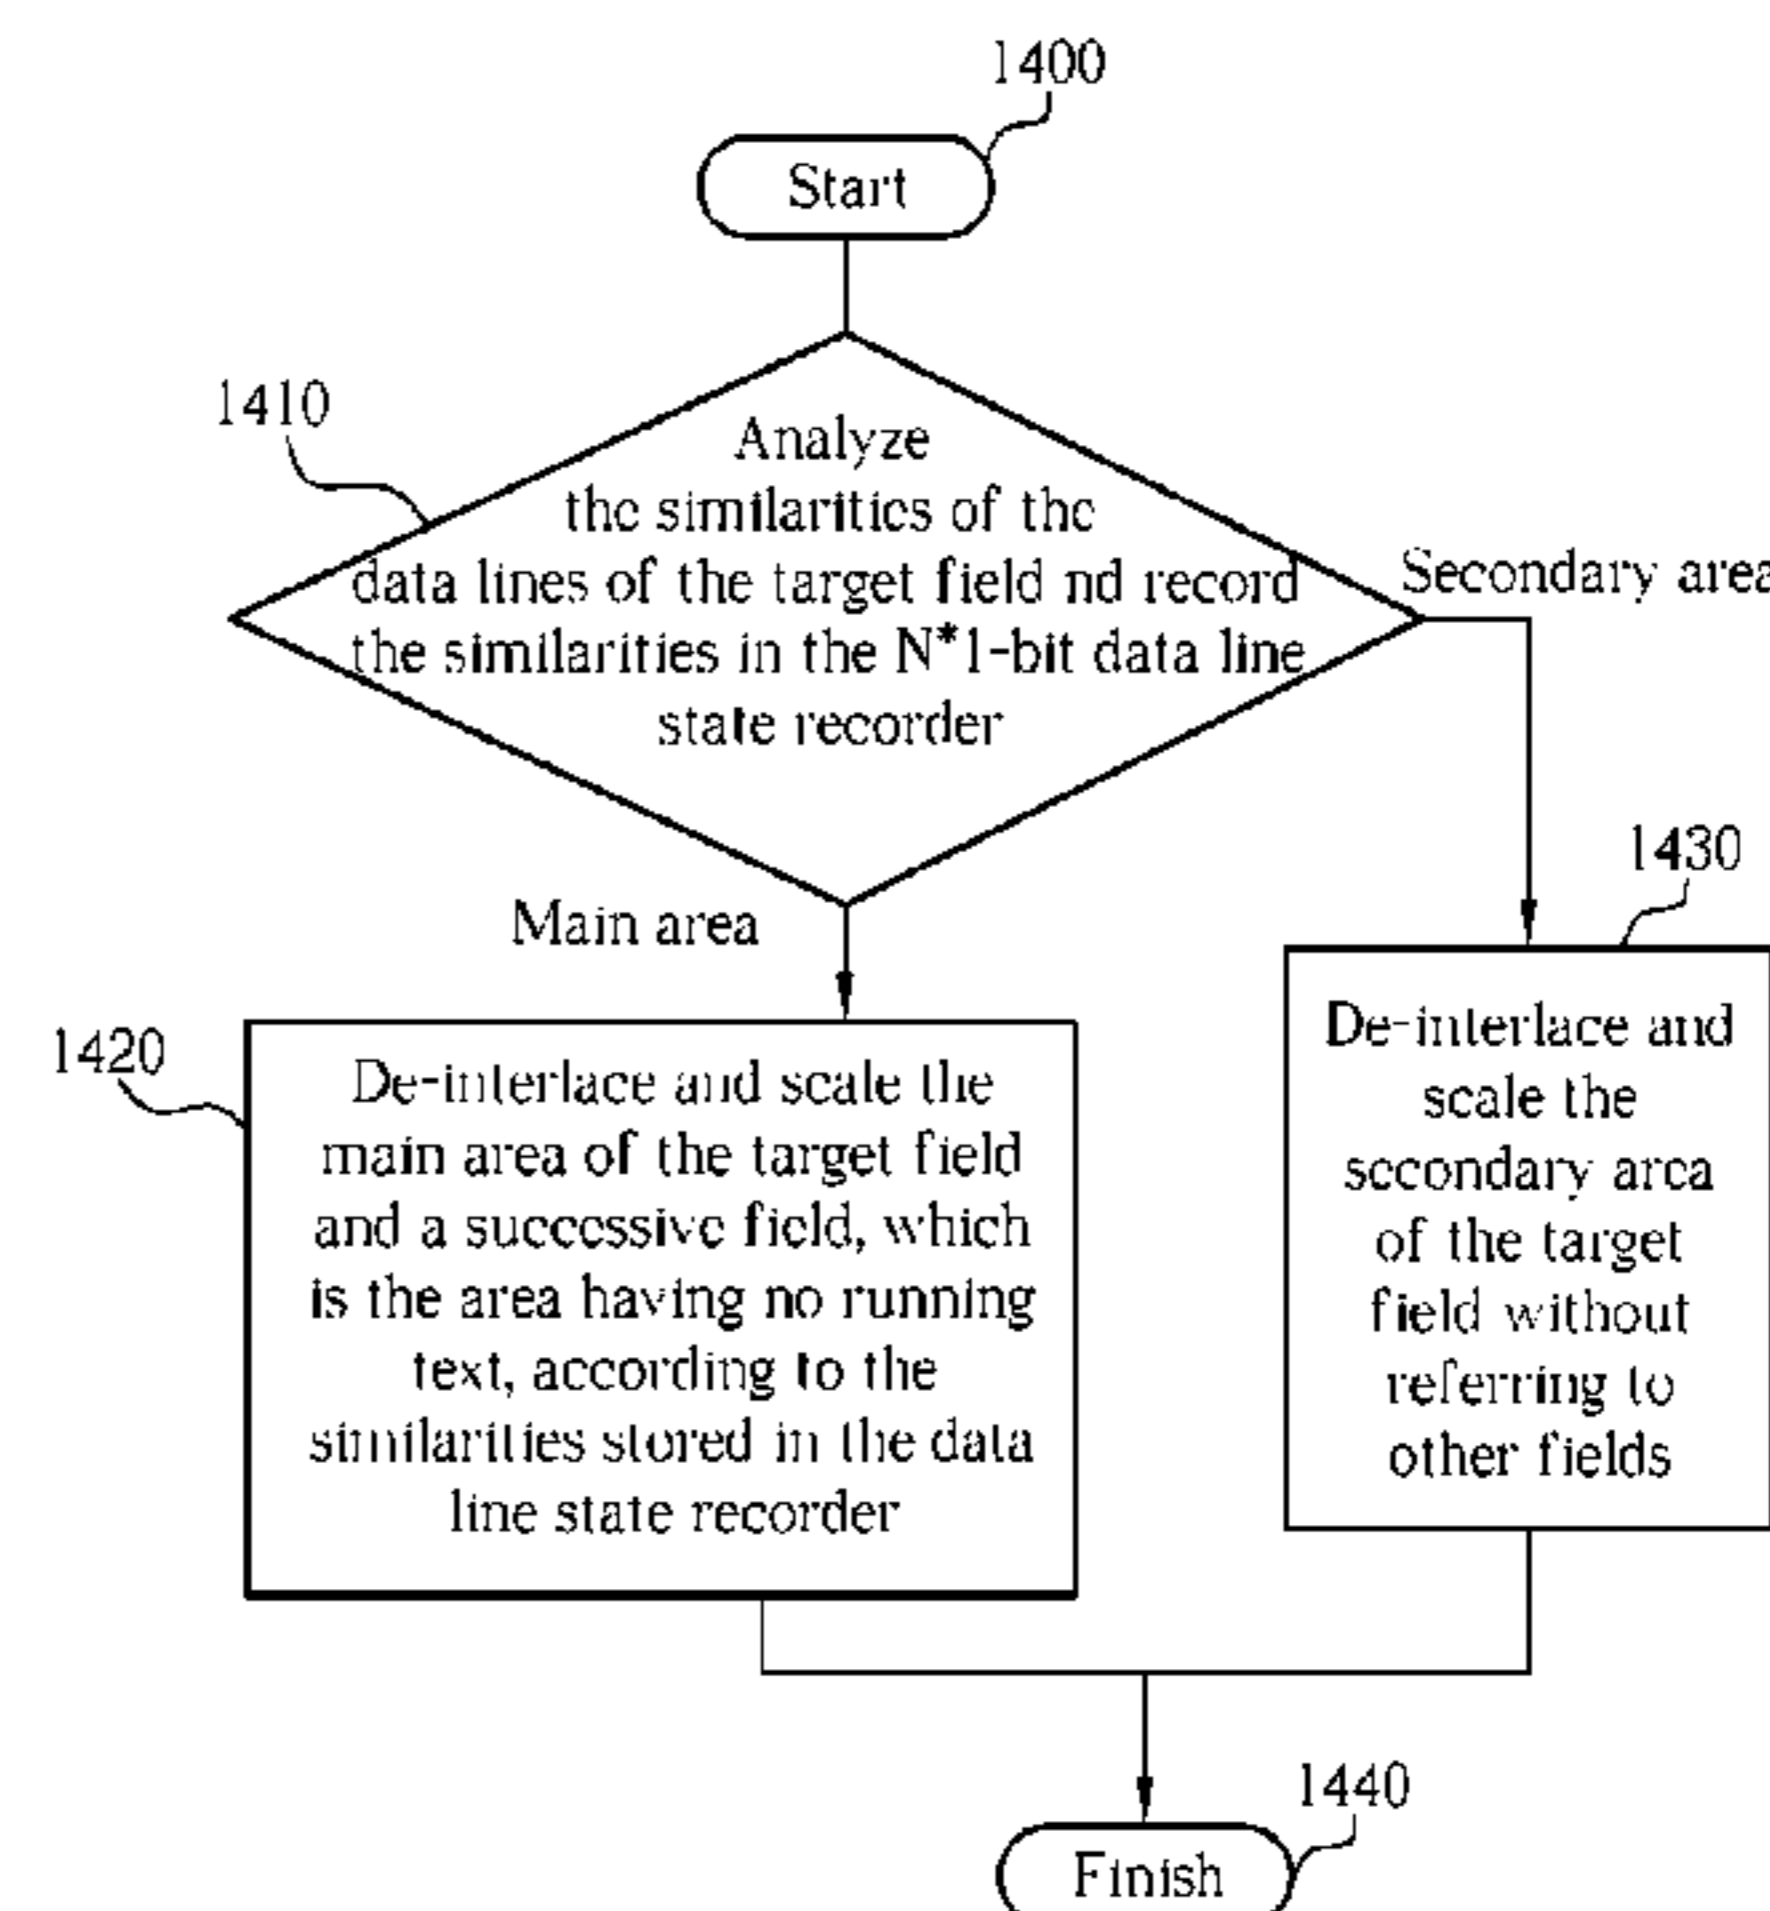 1400
Start
1410
Analyze
the similarities of the
data lines of the target field nd record
the similarities in the N*1-bit data line
state recorder
Secondary area
Main area
1430
1420
De-interlace and scale the
main area of the target field
and a successive field, which
is the area having no running
text, according to the
similarities stored in the data
line state recorder
De-interlace and
scale the
secondary area
of the target
field without
referring to
other fields
1440
Finish